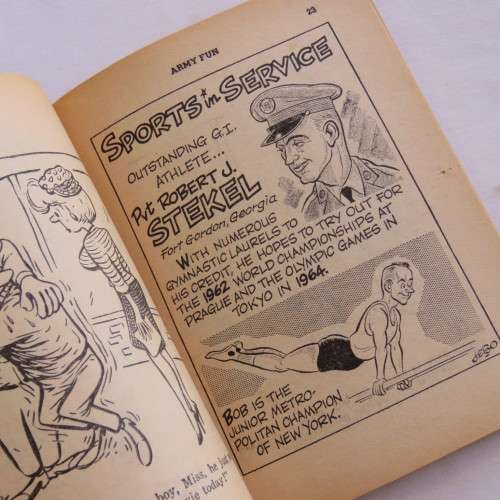 ARMY FUN
23
SPORTS in SERVICE
OUTSTANDING G.I.
ATHLETE...
Pvt ROBERT J.
STEKEL
Fort Gordon, Georgia
WITH NUMEROUS
GYMNASTIC LAURELS TO
HIS CREDIT, HE HOPES TO TRY OUT FOR
THE 1962 WORLD CHAMPIONSHIPS AT
PRAGUE AND THE OLYMPIC GAMES IN
TOKYO IN 1964.
BOB IS THE
JUNIOR METRO-
POLITAN CHAMPION
OF NEW YORK.
boy, Miss, he just
today!"